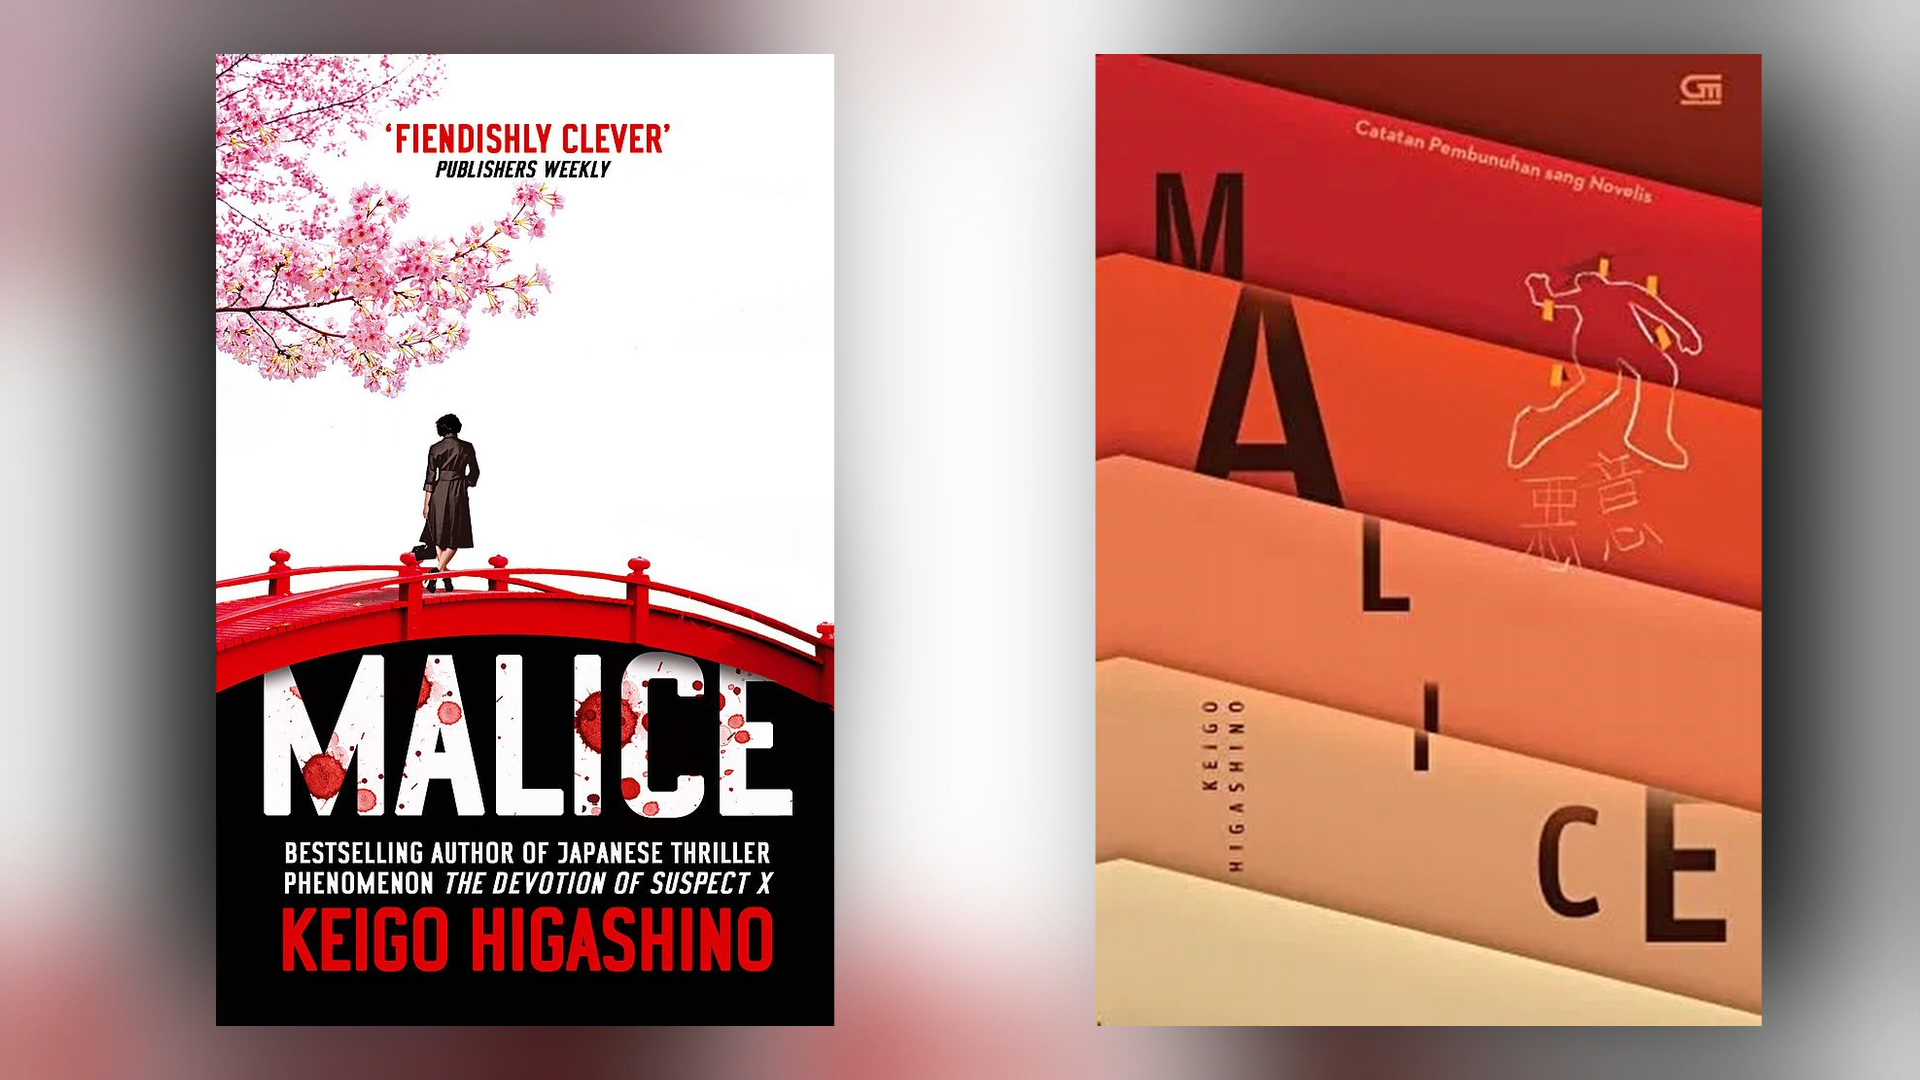 ‘FIENDISHLY CLEVER’
PUBLISHERS WEEKLY
MALICE
BESTSELLING AUTHOR OF JAPANESE THRILLER
PHENOMENON THE DEVOTION OF SUSPECT X
KEIGO HIGASHINO
GM
Catatan Pembunuhan sang Novelis
MALICE
悪意
KEIGO
HIGASHINO